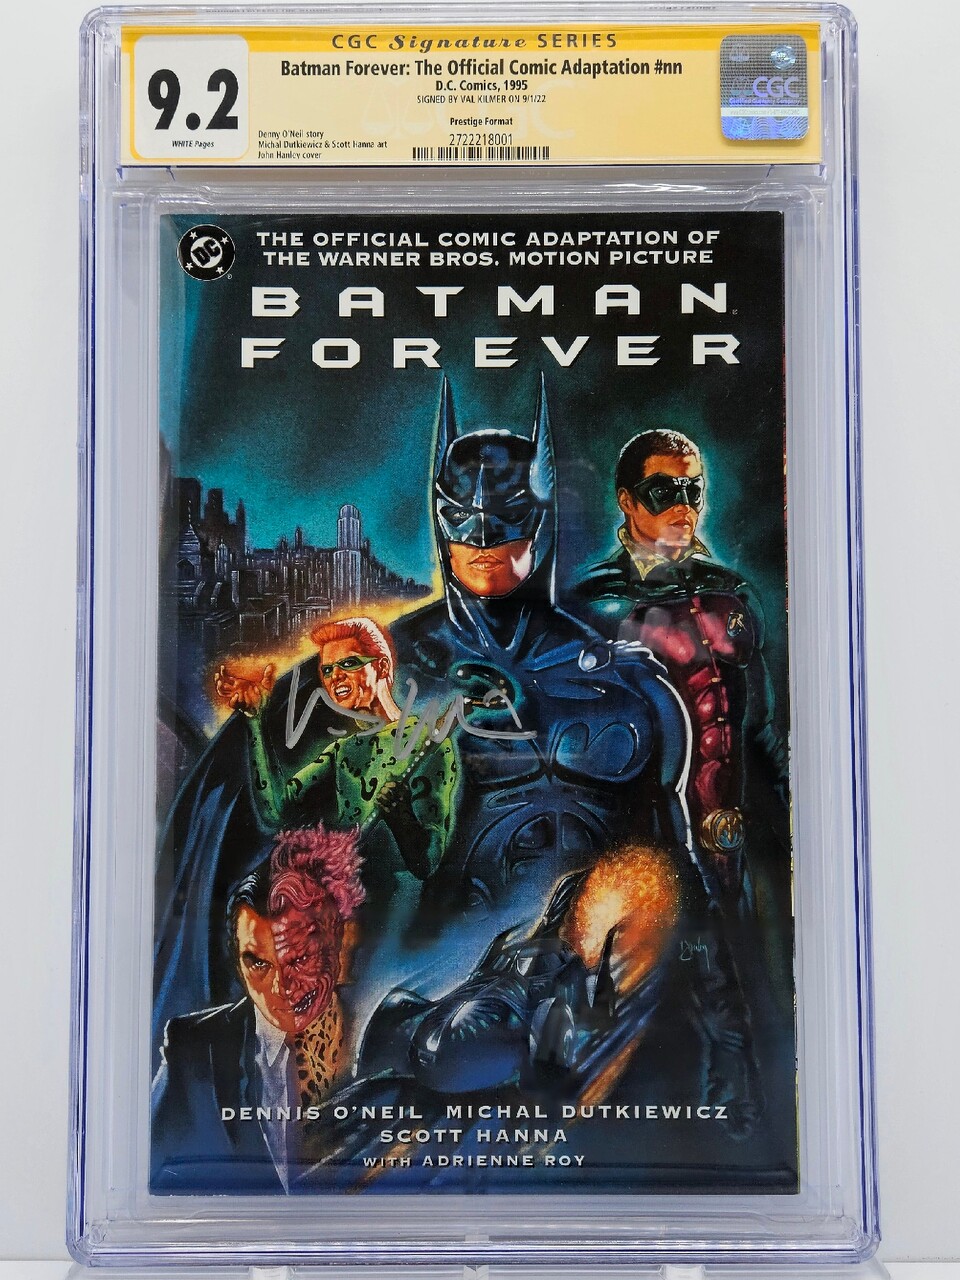 CGC Signature SERIES
9.2
WHITE Pages
Batman Forever: The Official Comic Adaptation #nn
D.C. Comics, 1995
SIGNED BY VAL KILMER ON 9/1/22
Prestige Format
2722218001
Denny O'Neil story
Michal Dutkiewicz & Scott Hanna art
John Hanley cover
CGC
DC
THE OFFICIAL COMIC ADAPTATION OF
THE WARNER BROS. MOTION PICTURE
BATMAN
FOREVER
R
DENNIS O'NEIL MICHAL DUTKIEWICZ
SCOTT HANNA
WITH ADRIENNE ROY